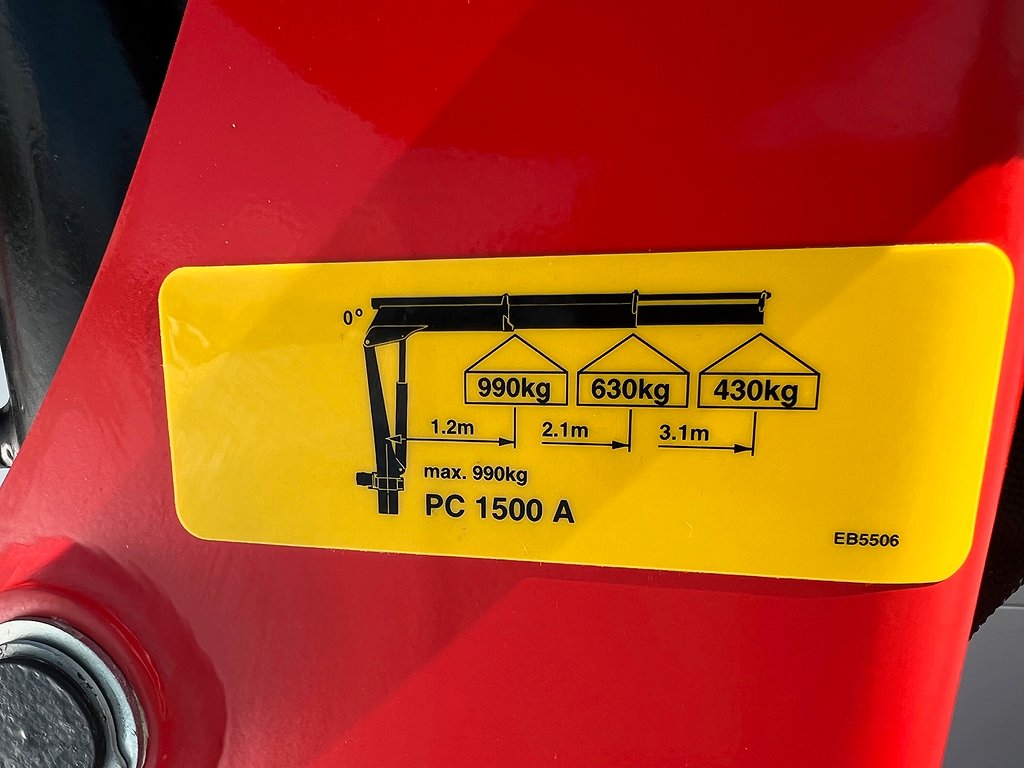 0°
990kg 630kg 430kg
1.2m 2.1m 3.1m
max. 990kg
PC 1500 A
EB5506